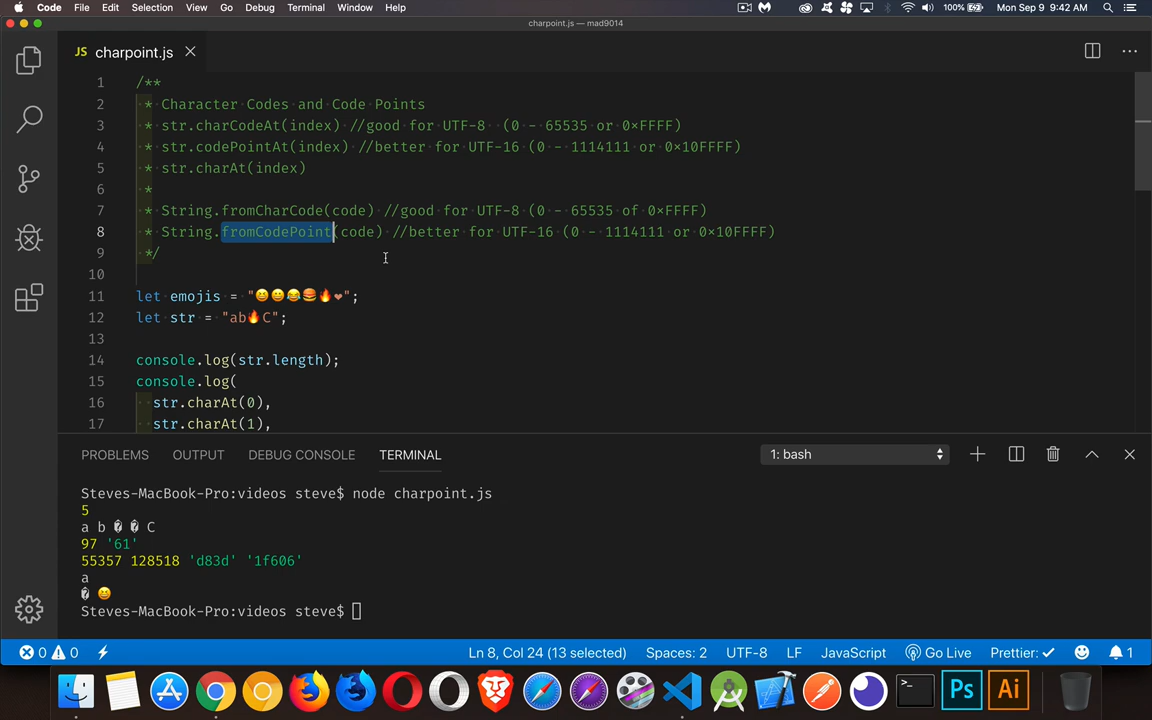 Code File Edit Selection View Go Debug Terminal Window Help 100% Mon Sep 9 9:42 AM
charpoint.js — mad9014
JS charpoint.js
1 /**
2 * Character Codes and Code Points
3 * str.charCodeAt(index) //good for UTF-8 (0 - 65535 or 0×FFFF)
4 * str.codePointAt(index) //better for UTF-16 (0 - 1114111 or 0×10FFFF)
5 * str.charAt(index)
6 *
7 * String.fromCharCode(code) //good for UTF-8 (0 - 65535 of 0×FFFF)
8 * String.fromCodePoint(code) //better for UTF-16 (0 - 1114111 or 0×10FFFF)
9 */
10
11 let emojis = "😆😄😂🍔🔥❤";
12 let str = "ab🔥C";
13
14 console.log(str.length);
15 console.log(
16 str.charAt(0),
17 str.charAt(1),
PROBLEMS OUTPUT DEBUG CONSOLE TERMINAL 1: bash
Steves-MacBook-Pro:videos steve$ node charpoint.js
5
a b � � C
97 '61'
55357 128518 'd83d' '1f606'
a
� 😆
Steves-MacBook-Pro:videos steve$
0 0 Ln 8, Col 24 (13 selected) Spaces: 2 UTF-8 LF JavaScript Go Live Prettier: ✓ 1
>_ Ps Ai